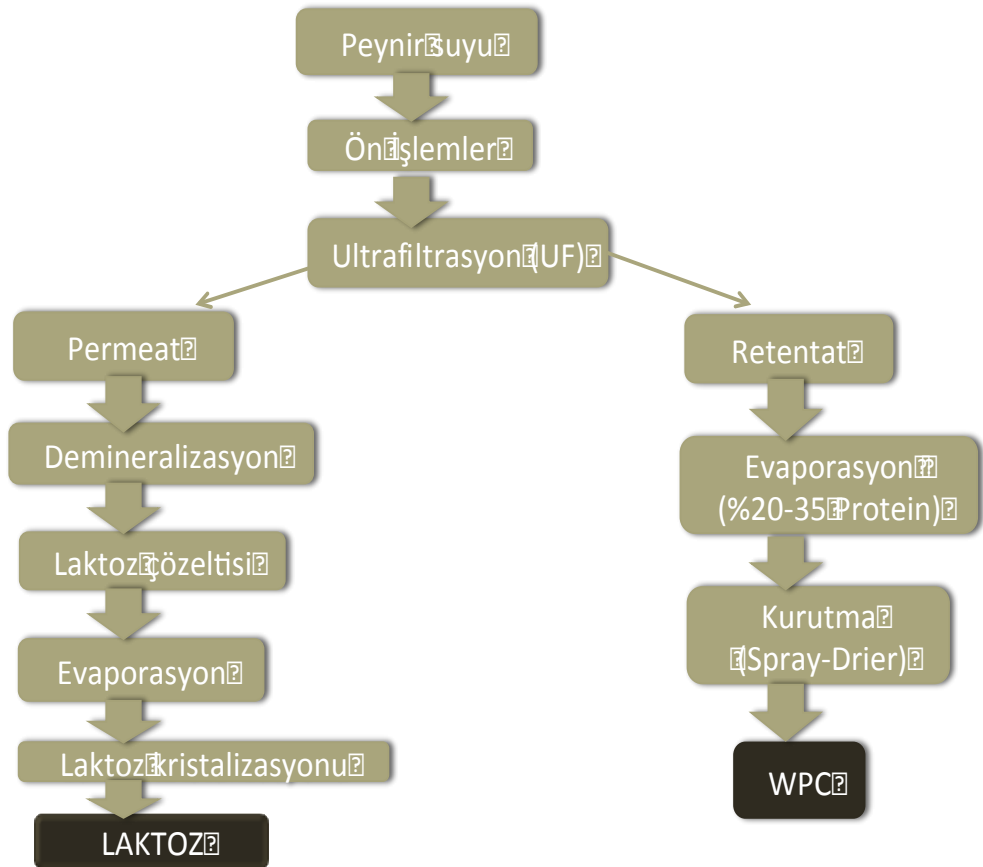 Peynir suyu
Ön İşlemler
Ultrafiltrasyon (UF)
Permeat
Retentat
Demineralizasyon
Evaporasyon
(%20-35 Protein)
Laktoz çözeltisi
Kurutma
(Spray-Drier)
Evaporasyon
Laktoz kristalizasyonu
WPC
LAKTOZ